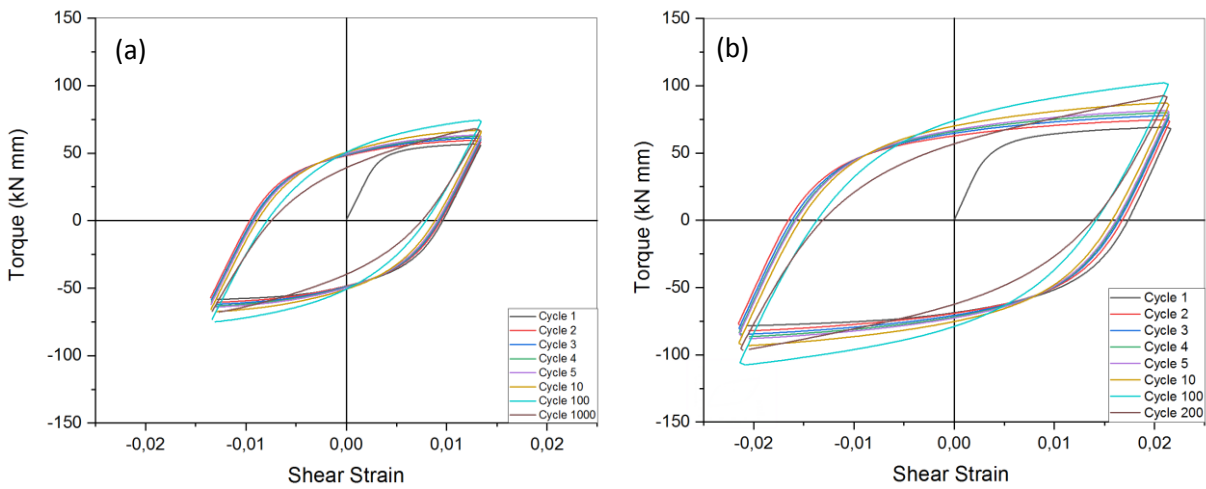 (a)
Torque (kN mm)
150
100
50
0
-50
-100
-150
-0,02 -0,01 0,00 0,01 0,02
Shear Strain
Cycle 1
Cycle 2
Cycle 3
Cycle 4
Cycle 5
Cycle 10
Cycle 100
Cycle 1000
(b)
Torque (kN mm)
150
100
50
0
-50
-100
-150
-0,02 -0,01 0,00 0,01 0,02
Shear Strain
Cycle 1
Cycle 2
Cycle 3
Cycle 4
Cycle 5
Cycle 10
Cycle 100
Cycle 200